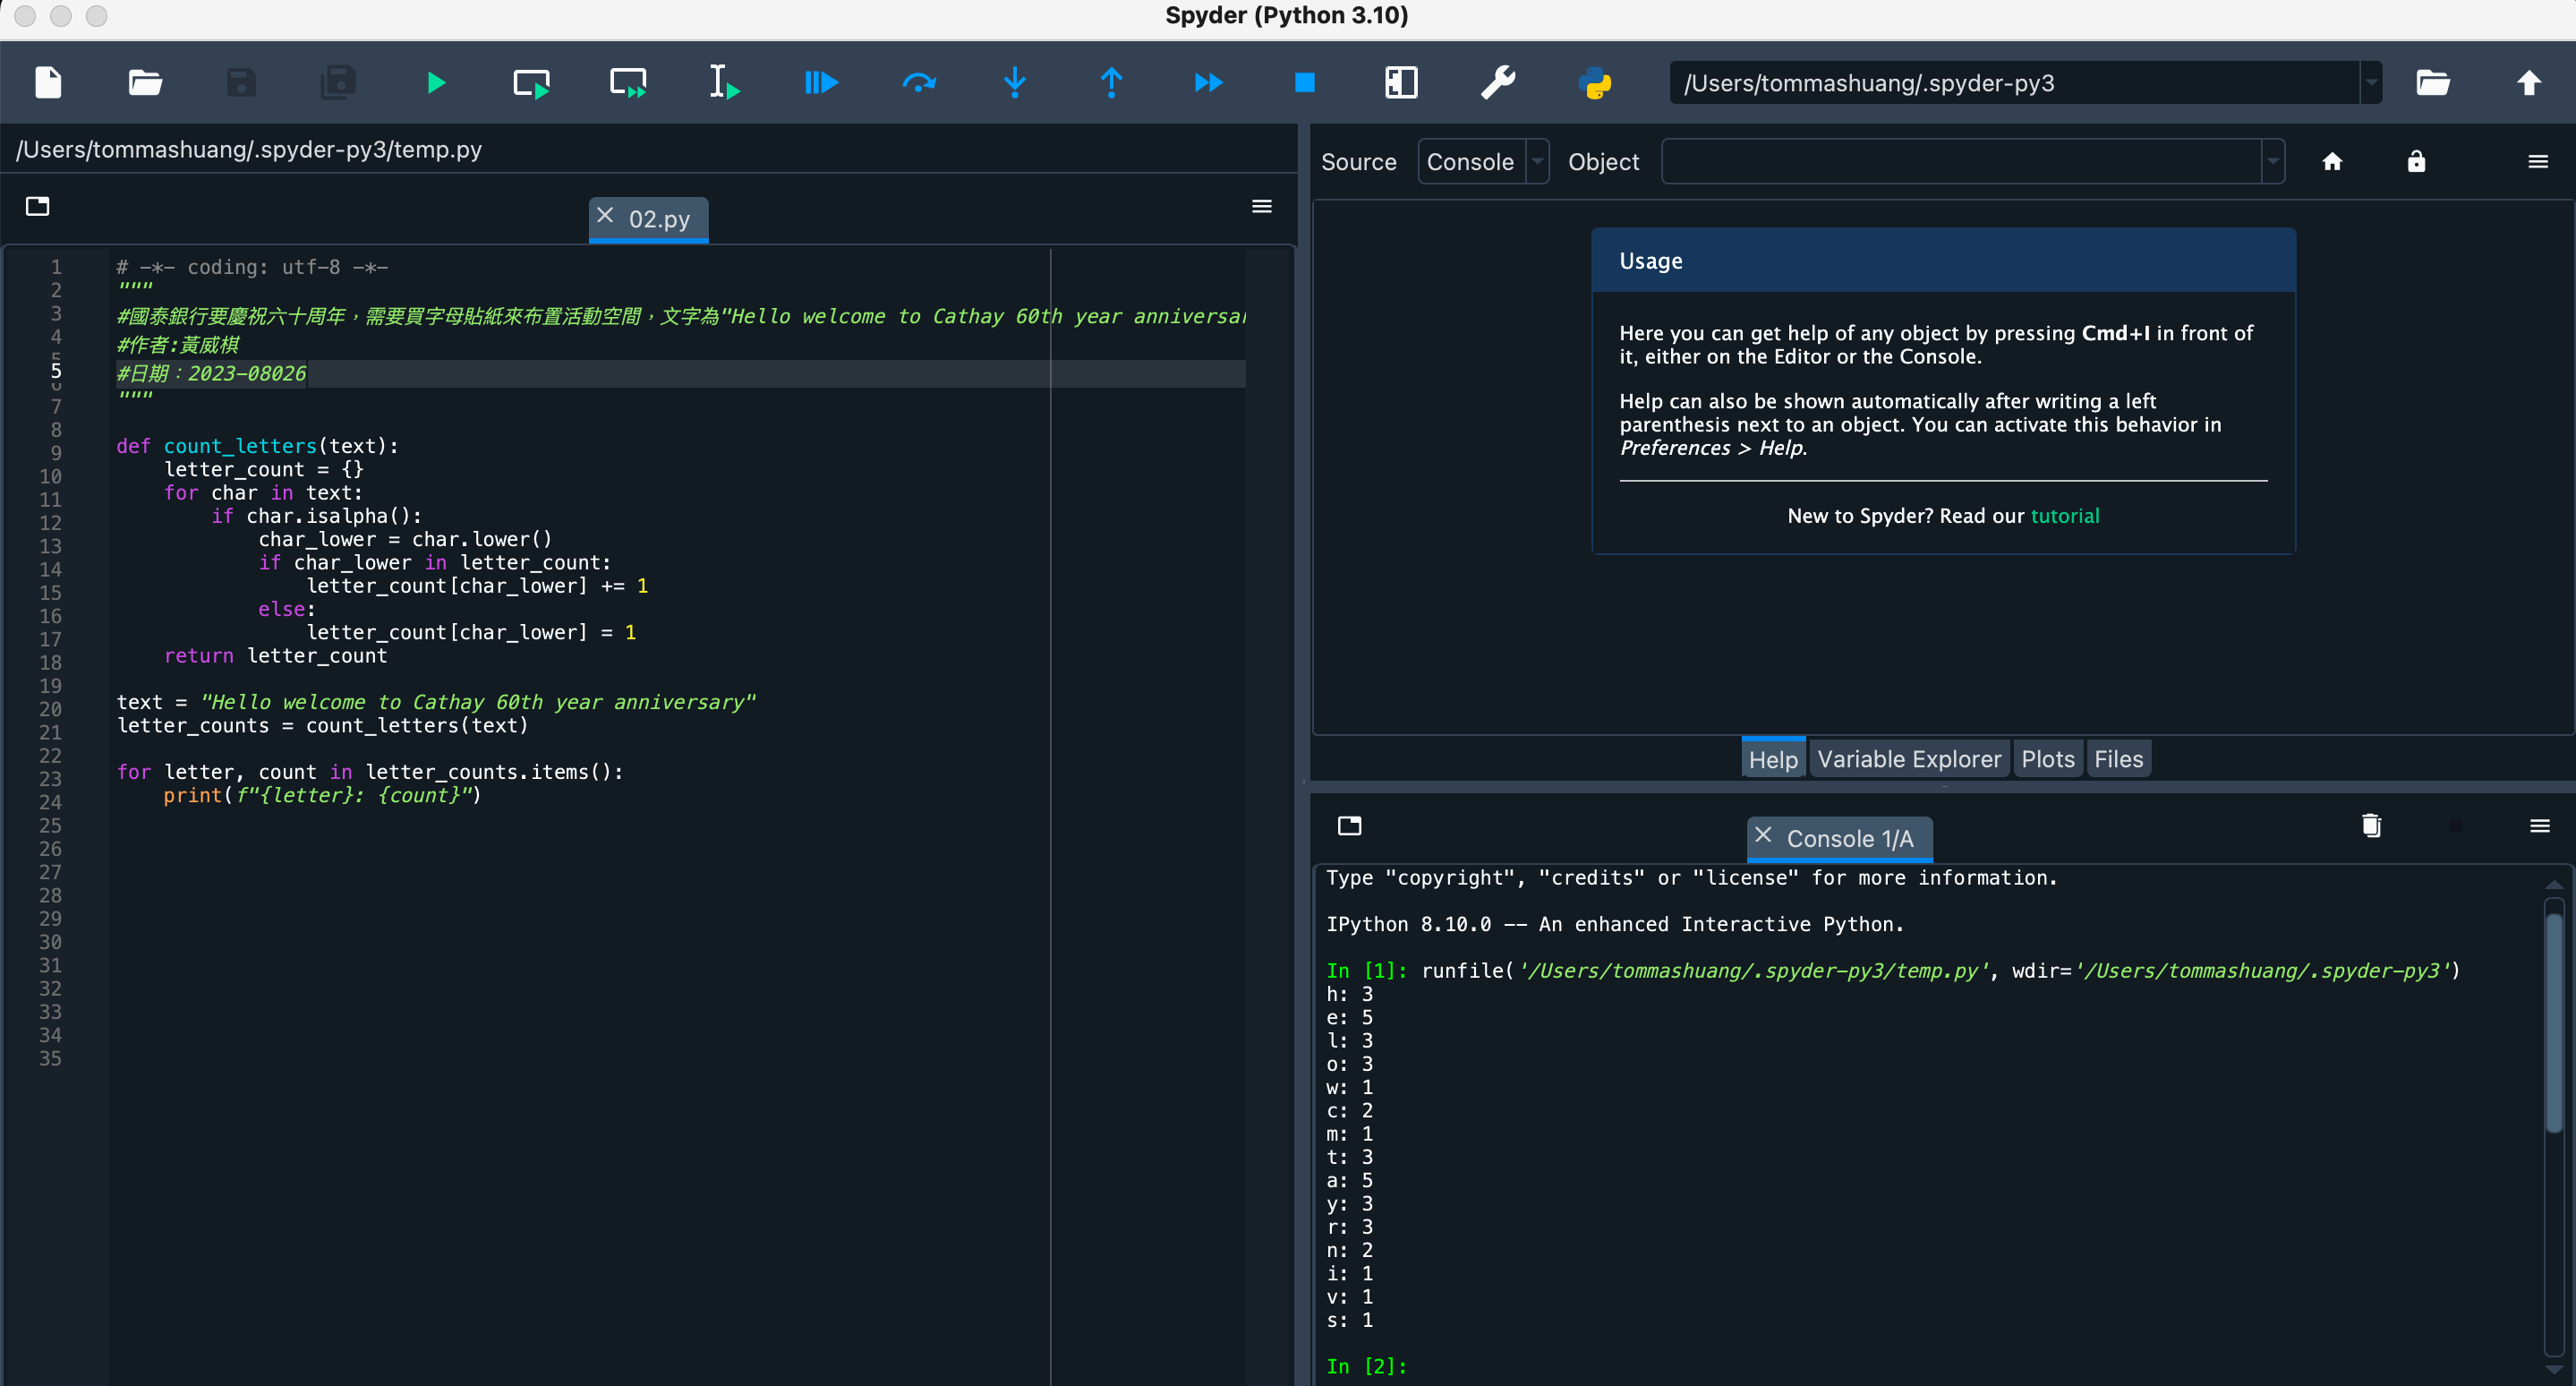 Spyder (Python 3.10)
/Users/tommashuang/.spyder-py3
/Users/tommashuang/.spyder-py3/temp.py
02.py
1 # -*- coding: utf-8 -*-
2 """
3 #國泰銀行要慶祝六十周年，需要買字母貼紙來布置活動空間，文字為"Hello welcome to Cathay 60th year anniversar
4 #作者:黃威棋
5 #日期：2023-08026
"""
7
8
9 def count_letters(text):
10 letter_count = {}
11 for char in text:
12 if char.isalpha():
13 char_lower = char.lower()
14 if char_lower in letter_count:
15 letter_count[char_lower] += 1
16 else:
17 letter_count[char_lower] = 1
18 return letter_count
19
20 text = "Hello welcome to Cathay 60th year anniversary"
21 letter_counts = count_letters(text)
22
23 for letter, count in letter_counts.items():
24 print(f"{letter}: {count}")
25
26
27
28
29
30
31
32
33
34
35
Source Console Object
Usage
Here you can get help of any object by pressing Cmd+I in front of
it, either on the Editor or the Console.
Help can also be shown automatically after writing a left
parenthesis next to an object. You can activate this behavior in
Preferences > Help.
New to Spyder? Read our tutorial
Help Variable Explorer Plots Files
Console 1/A
Type "copyright", "credits" or "license" for more information.
IPython 8.10.0 -- An enhanced Interactive Python.
In [1]: runfile('/Users/tommashuang/.spyder-py3/temp.py', wdir='/Users/tommashuang/.spyder-py3')
h: 3
e: 5
l: 3
o: 3
w: 1
c: 2
m: 1
t: 3
a: 5
y: 3
r: 3
n: 2
i: 1
v: 1
s: 1
In [2]: